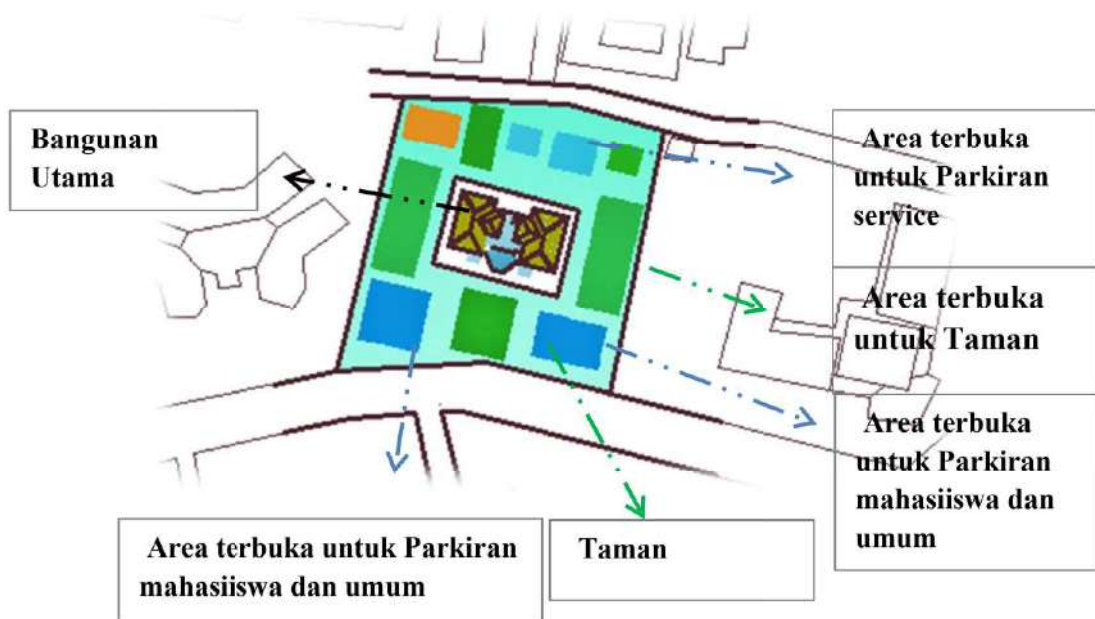 Bangunan
Utama
Area terbuka
untuk Parkiran
service
Area terbuka
untuk Taman
Area terbuka
untuk Parkiran
mahasiiswa dan
umum
Area terbuka untuk Parkiran
mahasiiswa dan umum
Taman